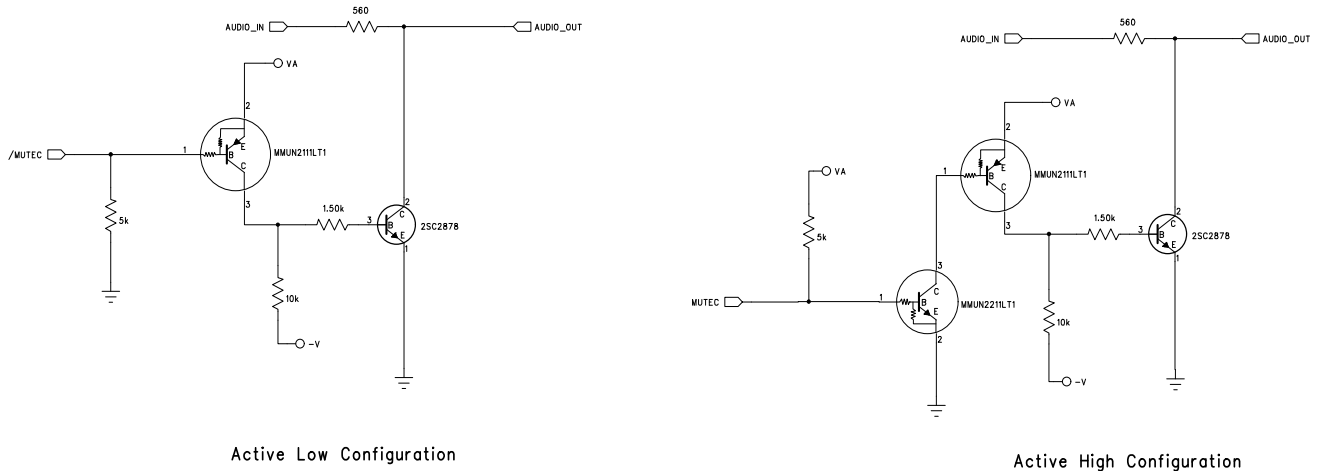 560
AUDIO_IN
AUDIO_OUT
VA
2
E
/MUTEC
1
B
MMUN2111LT1
C
3
5k
1.50k
3
2
C
B
2SC2878
E
1
10k
-V
Active Low Configuration
560
AUDIO_IN
AUDIO_OUT
VA
2
E
1
B
MMUN2111LT1
C
VA
3
5k
1.50k
3
2
C
B
2SC2878
E
1
3
C
MUTEC
1
B
MMUN2211LT1
E
2
10k
-V
Active High Configuration